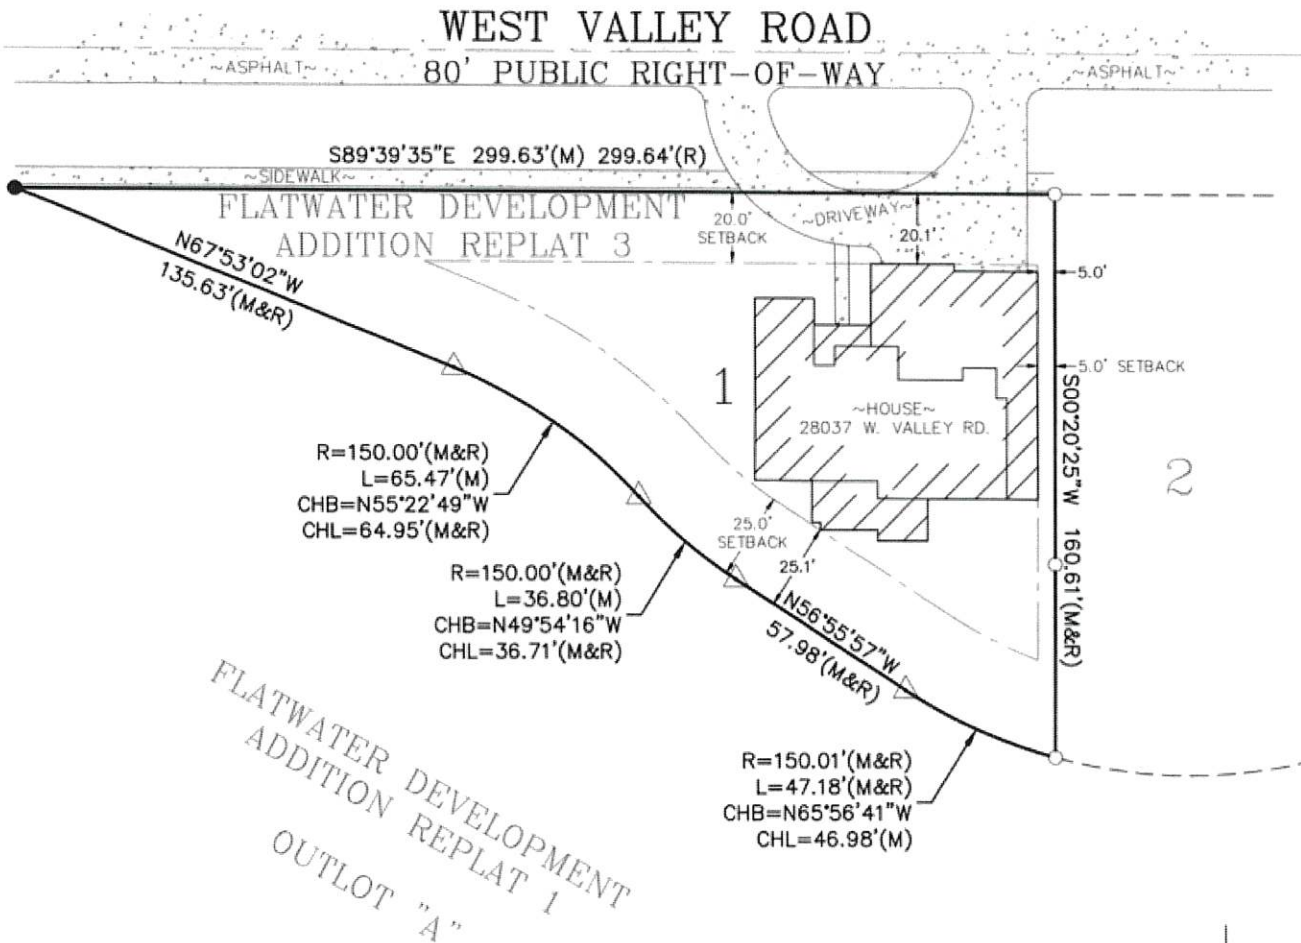 WEST VALLEY ROAD
~ASPHALT~
80' PUBLIC RIGHT-OF-WAY
~ASPHALT~
S89°39'35"E 299.63'(M) 299.64'(R)
~SIDEWALK~
FLATWATER DEVELOPMENT
ADDITION REPLAT 3
20.0'
SETBACK
~DRIVEWAY~
20.1'
N67°53'02"W
135.63'(M&R)
5.0'
5.0' SETBACK
1
~HOUSE~
28037 W. VALLEY RD.
S00°20'25"W 160.61'(M&R)
2
R=150.00'(M&R)
L=65.47'(M)
CHB=N55°22'49"W
CHL=64.95'(M&R)
25.0'
SETBACK
25.1'
R=150.00'(M&R)
L=36.80'(M)
CHB=N49°54'16"W
CHL=36.71'(M&R)
N56°55'57"W
57.98'(M&R)
FLATWATER DEVELOPMENT
ADDITION REPLAT 1
OUTLOT "A"
R=150.01'(M&R)
L=47.18'(M&R)
CHB=N65°56'41"W
CHL=46.98'(M)